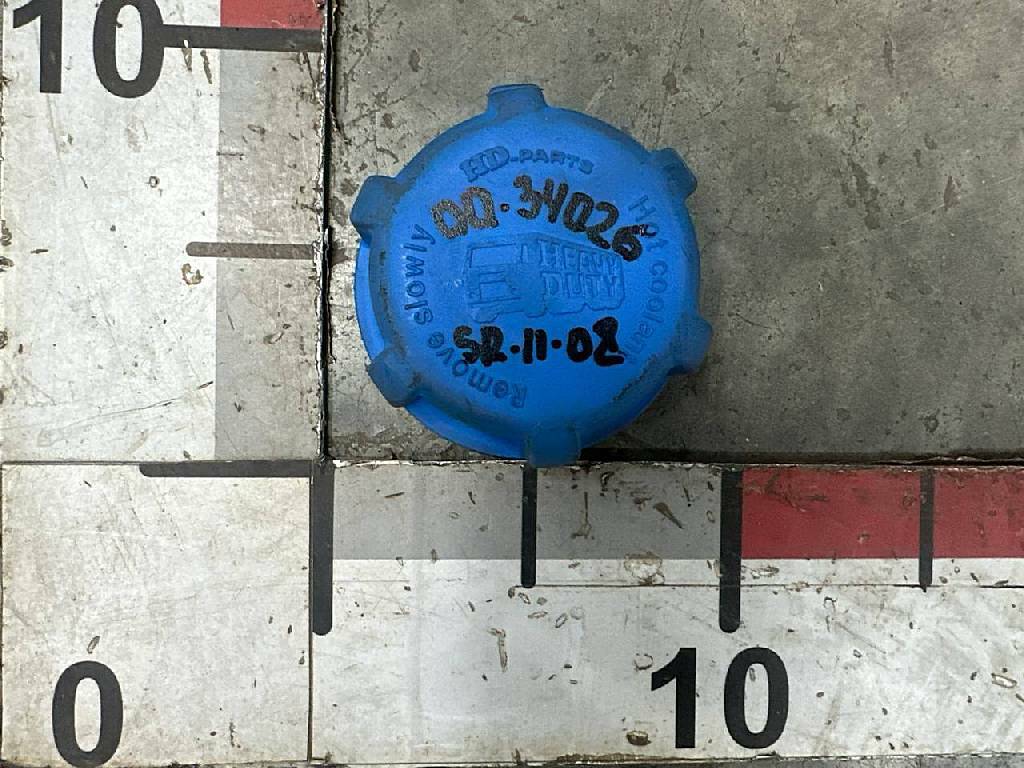 10
HD-PARTS
DQ.34026
Hot coolant
Remove slowly
HEAVY
DUTY
SR.11.02
0
10